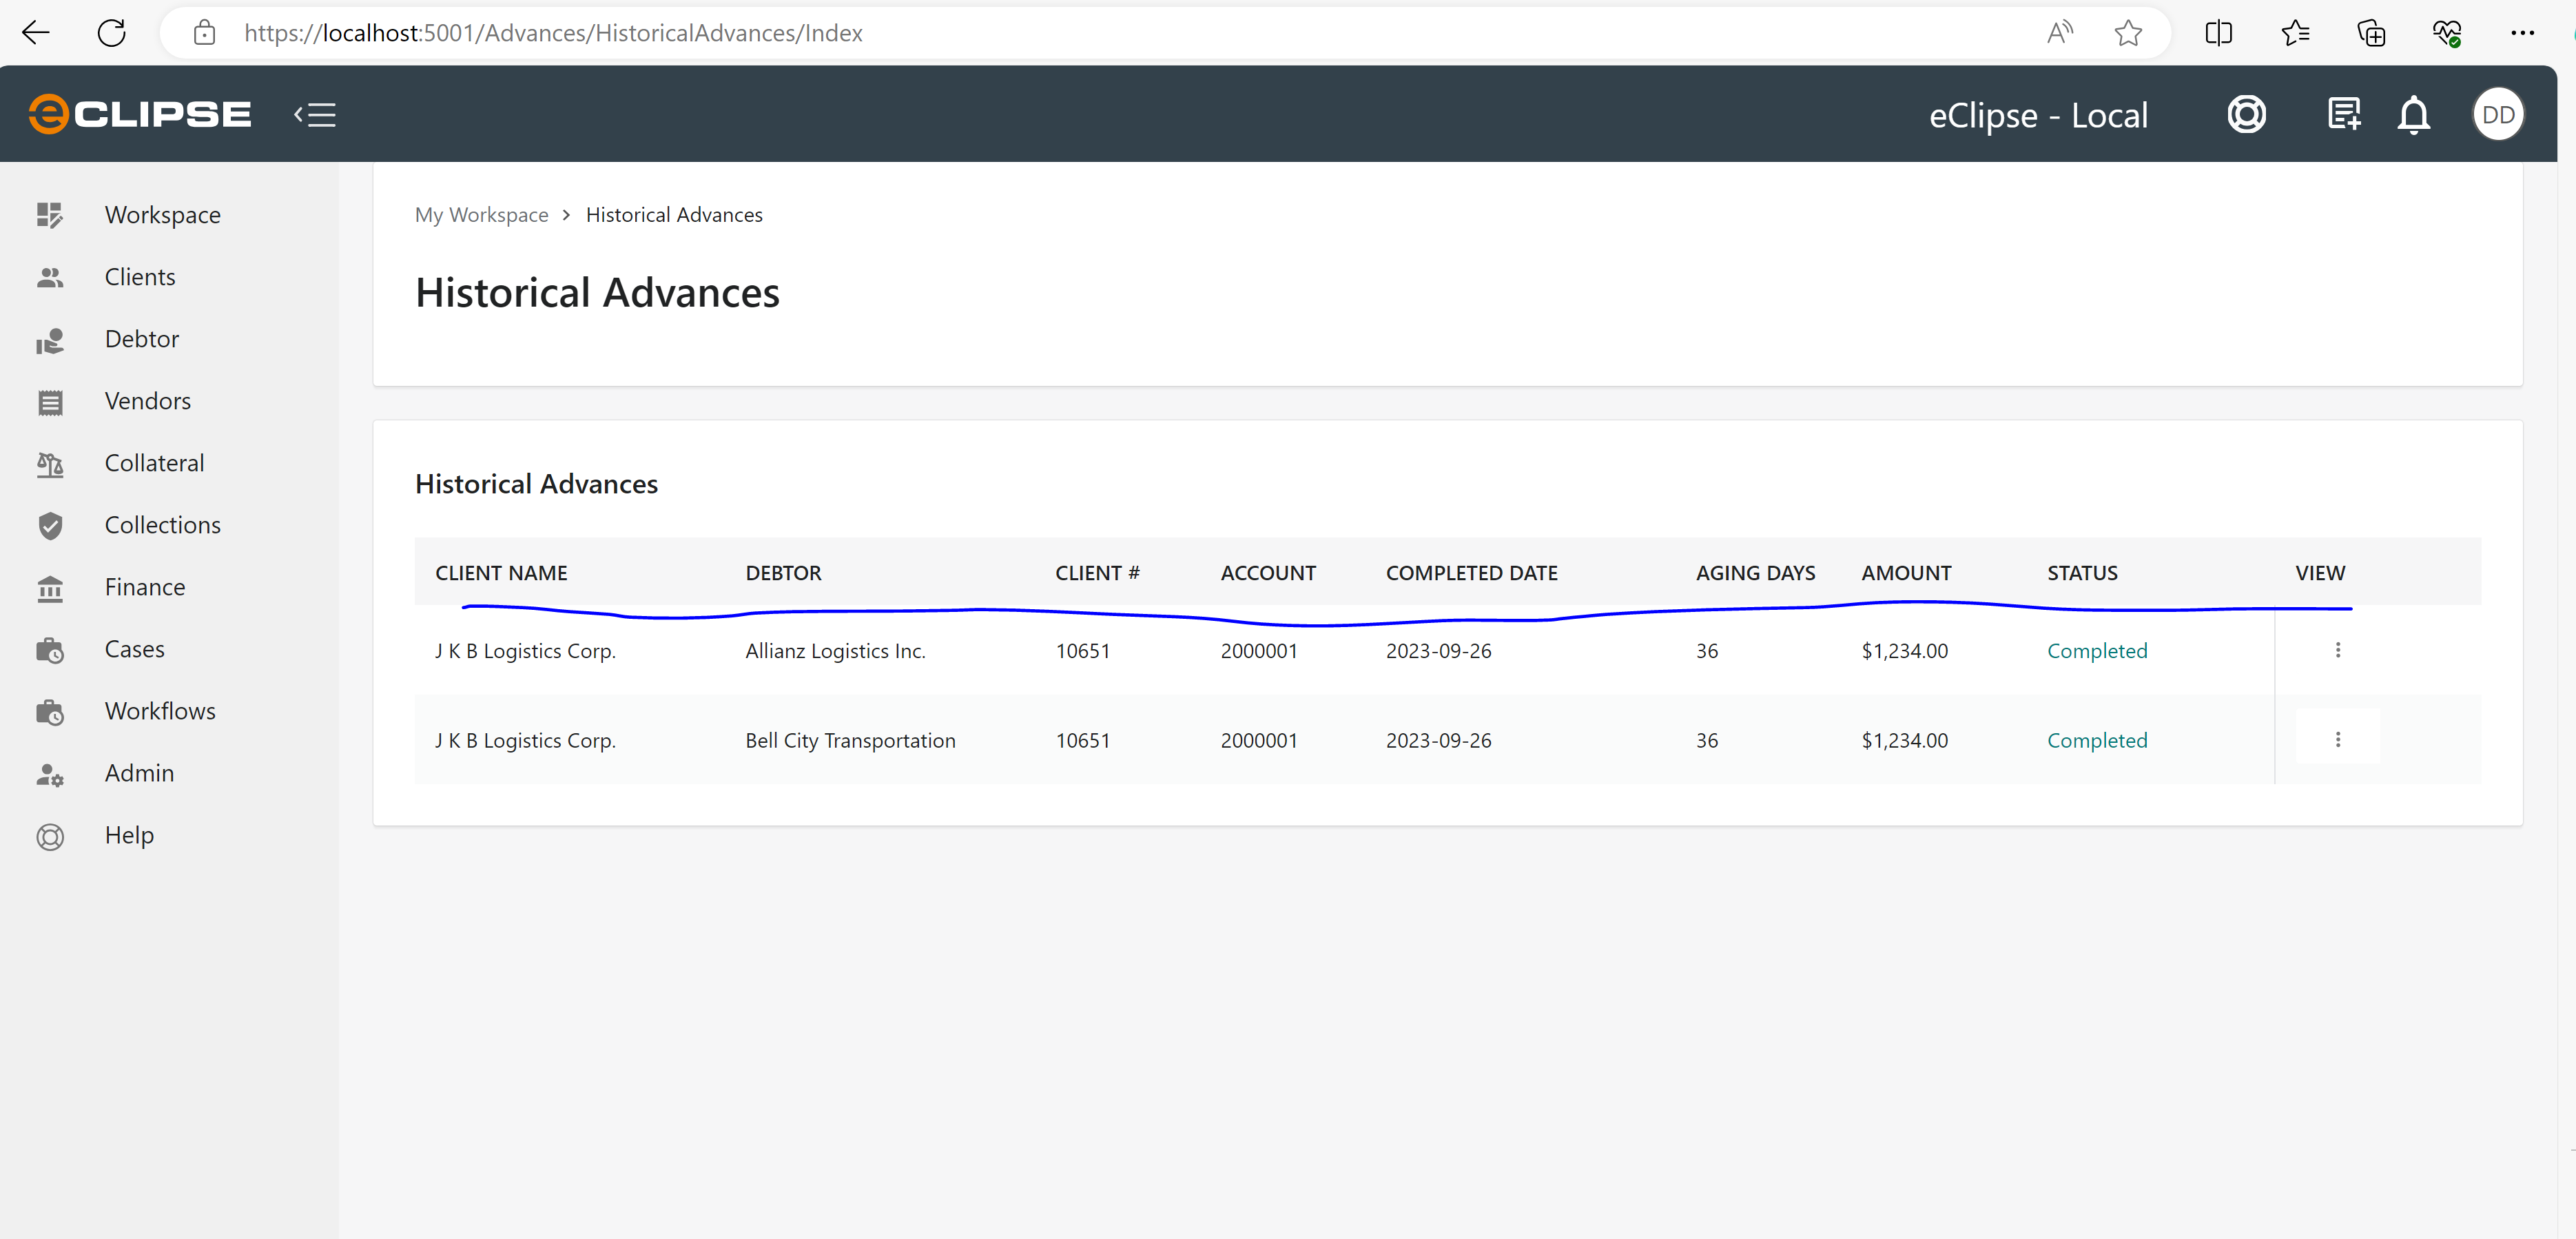 https://localhost:5001/Advances/HistoricalAdvances/Index
eCLIPSE
eClipse - Local
DD
Workspace
Clients
Debtor
Vendors
Collateral
Collections
Finance
Cases
Workflows
Admin
Help
My Workspace > Historical Advances
Historical Advances
Historical Advances
CLIENT NAME DEBTOR CLIENT # ACCOUNT COMPLETED DATE AGING DAYS AMOUNT STATUS VIEW
J K B Logistics Corp. Allianz Logistics Inc. 10651 2000001 2023-09-26 36 $1,234.00 Completed
J K B Logistics Corp. Bell City Transportation 10651 2000001 2023-09-26 36 $1,234.00 Completed